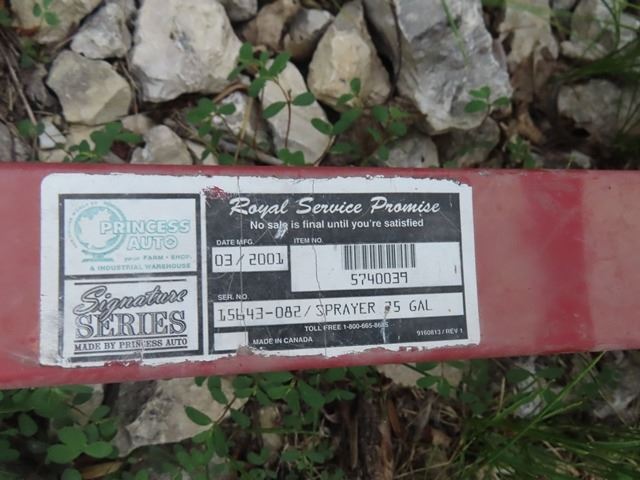 PRINCESS
AUTO
your FARM · SHOP
& INDUSTRIAL WAREHOUSE
Signature
SERIES
MADE BY PRINCESS AUTO
Royal Service Promise
No sale is final until you're satisfied
DATE MFG.
03/2001
ITEM NO.
5740039
SER. NO.
15643-082/SPRAYER 75 GAL
TOLL FREE 1-800-665-8685
MADE IN CANADA
9160813 / REV 1